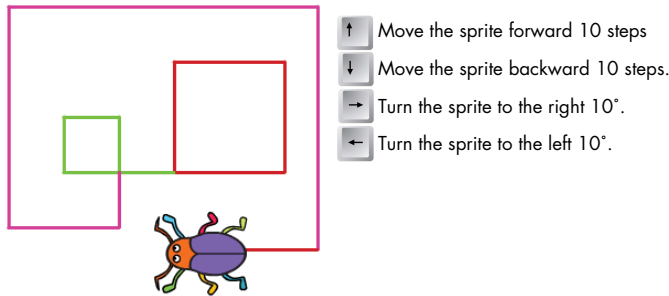 ↑ Move the sprite forward 10 steps
↓ Move the sprite backward 10 steps.
→ Turn the sprite to the right 10˚.
← Turn the sprite to the left 10˚.